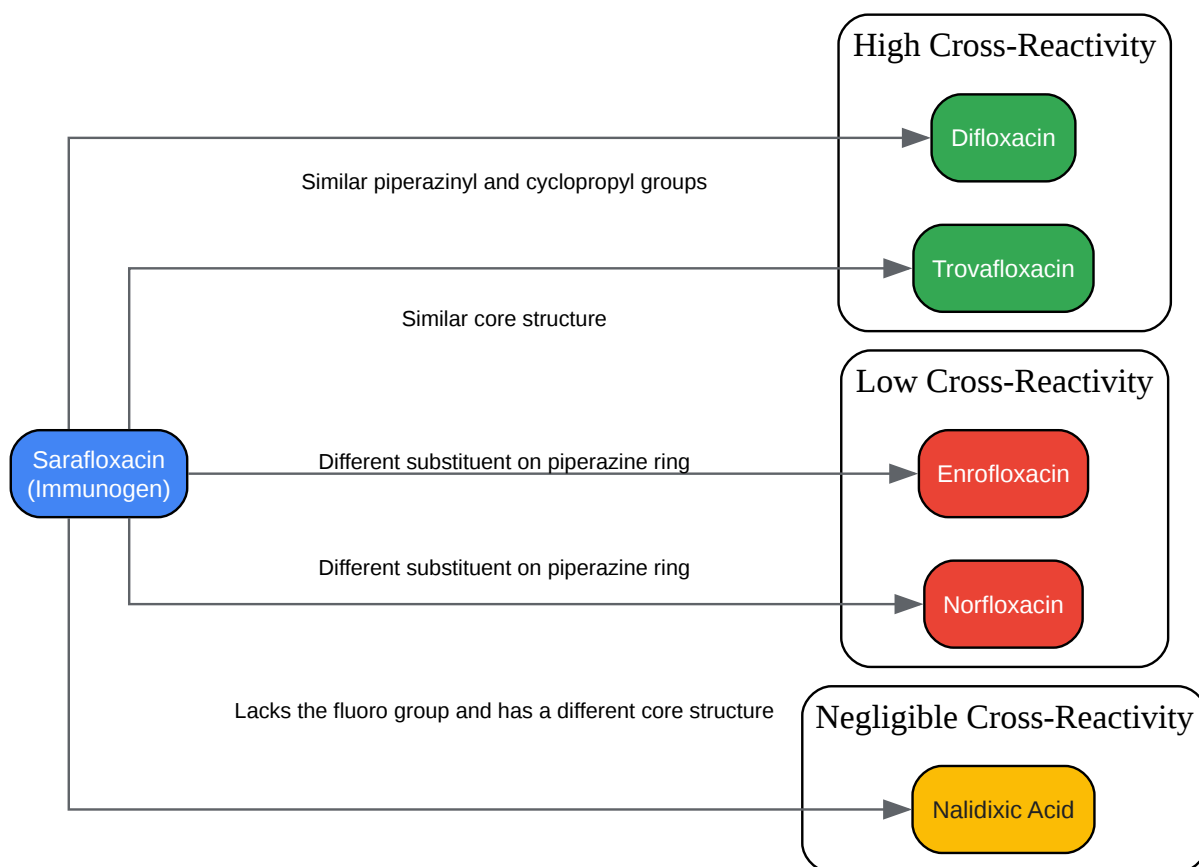 High Cross-Reactivity
Difloxacin
Similar piperazinyl and cyclopropyl groups
Trovafloxacin
Similar core structure
Low Cross-Reactivity
Sarafloxacin
(Immunogen)
Different substituent on piperazine ring
Enrofloxacin
Different substituent on piperazine ring
Norfloxacin
Lacks the fluoro group and has a different core structure
Negligible Cross-Reactivity
Nalidixic Acid